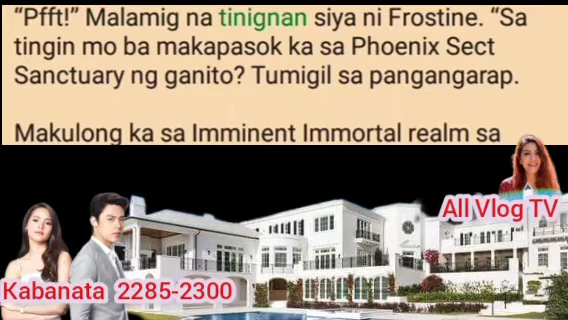 “Pfft!” Malamig na tinignan siya ni Frostine. “Sa
tingin mo ba makapasok ka sa Phoenix Sect
Sanctuary ng ganito? Tumigil sa pangangarap.
Makulong ka sa Imminent Immortal realm sa
All Vlog TV
Kabanata 2285-2300